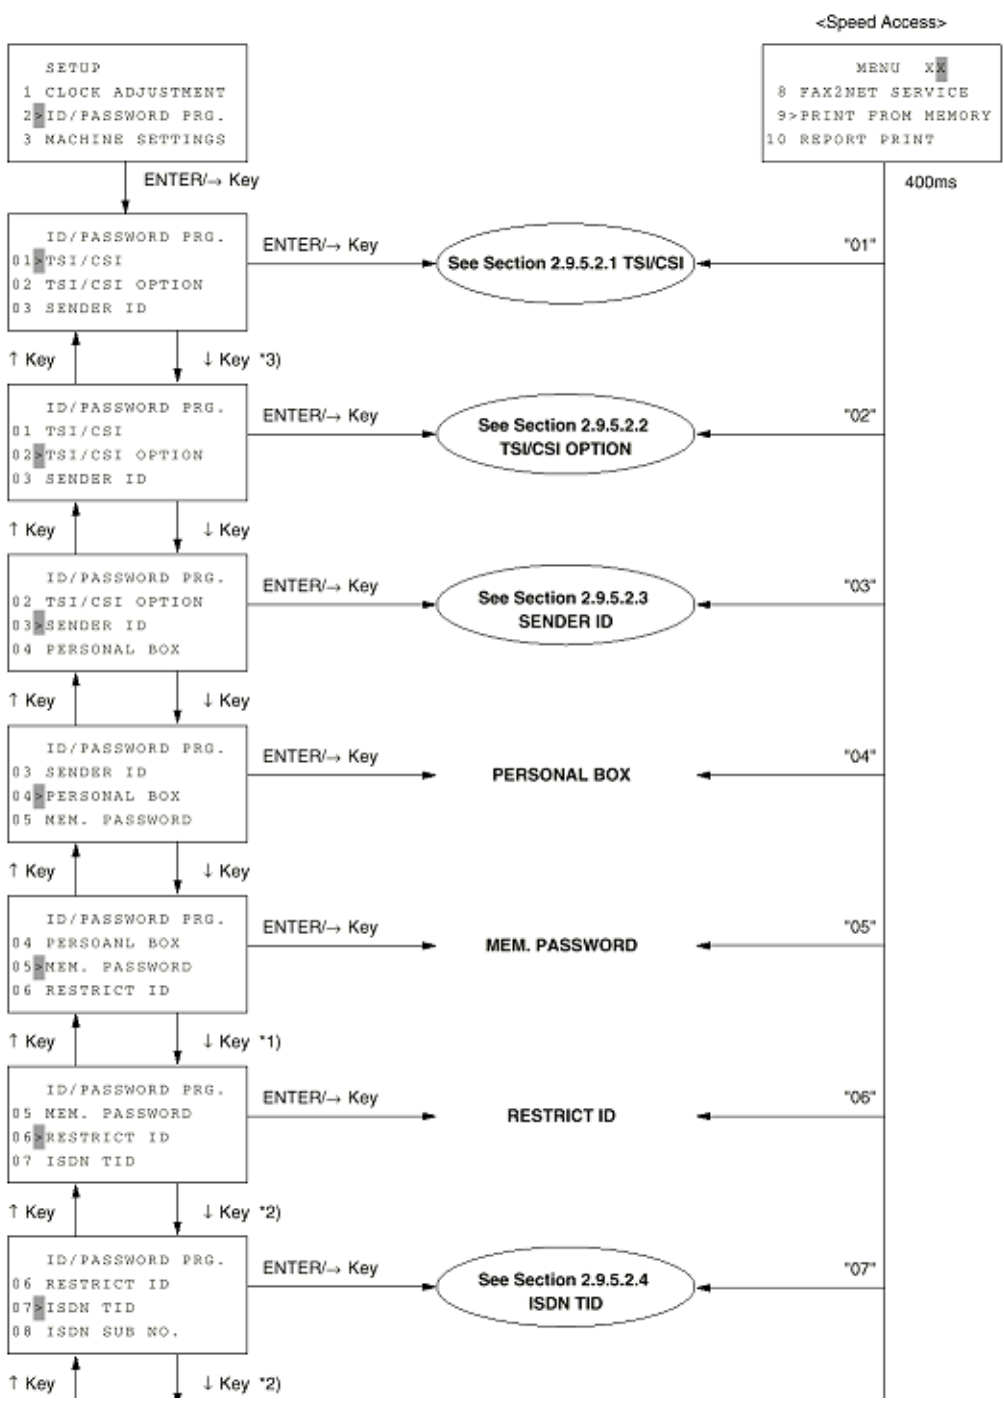 <Speed Access>
SETUP
1 CLOCK ADJUSTMENT
2>ID/PASSWORD PRG.
3 MACHINE SETTINGS
MENU XX
8 FAX2NET SERVICE
9>PRINT FROM MEMORY
10 REPORT PRINT
ENTER/→ Key
400ms
ID/PASSWORD PRG.
01>TSI/CSI
02 TSI/CSI OPTION
03 SENDER ID
ENTER/→ Key
See Section 2.9.5.2.1 TSI/CSI
"01"
↑ Key
↓ Key *3)
ID/PASSWORD PRG.
01 TSI/CSI
02>TSI/CSI OPTION
03 SENDER ID
ENTER/→ Key
See Section 2.9.5.2.2
TSI/CSI OPTION
"02"
↑ Key
↓ Key
ID/PASSWORD PRG.
02 TSI/CSI OPTION
03>SENDER ID
04 PERSONAL BOX
ENTER/→ Key
See Section 2.9.5.2.3
SENDER ID
"03"
↑ Key
↓ Key
ID/PASSWORD PRG.
03 SENDER ID
04>PERSONAL BOX
05 MEM. PASSWORD
ENTER/→ Key
PERSONAL BOX
"04"
↑ Key
↓ Key
ID/PASSWORD PRG.
04 PERSOANL BOX
05>MEM. PASSWORD
06 RESTRICT ID
ENTER/→ Key
MEM. PASSWORD
"05"
↑ Key
↓ Key *1)
ID/PASSWORD PRG.
05 MEM. PASSWORD
06>RESTRICT ID
07 ISDN TID
ENTER/→ Key
RESTRICT ID
"06"
↑ Key
↓ Key *2)
ID/PASSWORD PRG.
06 RESTRICT ID
07>ISDN TID
08 ISDN SUB NO.
ENTER/→ Key
See Section 2.9.5.2.4
ISDN TID
"07"
↑ Key
↓ Key *2)